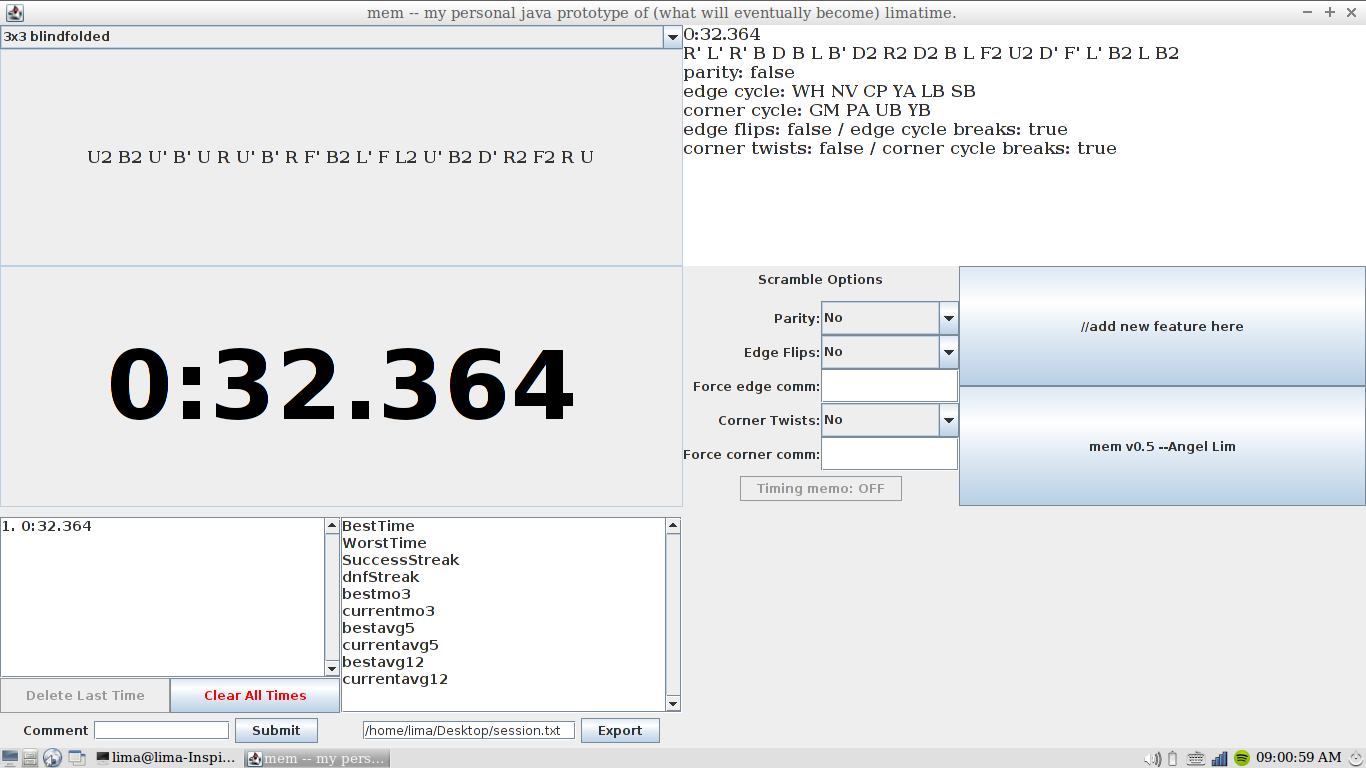 mem -- my personal java prototype of (what will eventually become) limatime.
3x3 blindfolded
U2 B2 U' B' U R U' B' R F' B2 L' F L2 U' B2 D' R2 F2 R U
0:32.364
0:32.364
R' L' R' B D B L B' D2 R2 D2 B L F2 U2 D' F' L' B2 L B2
parity: false
edge cycle: WH NV CP YA LB SB
corner cycle: GM PA UB YB
edge flips: false / edge cycle breaks: true
corner twists: false / corner cycle breaks: true
Scramble Options
Parity: No
Edge Flips: No
Force edge comm:
Corner Twists: No
Force corner comm:
Timing memo: OFF
//add new feature here
mem v0.5 --Angel Lim
1. 0:32.364
BestTime
WorstTime
SuccessStreak
dnfStreak
bestmo3
currentmo3
bestavg5
currentavg5
bestavg12
currentavg12
Delete Last Time
Clear All Times
Comment
Submit
/home/lima/Desktop/session.txt
Export
lima@lima-Inspi...
mem -- my pers...
09:00:59 AM